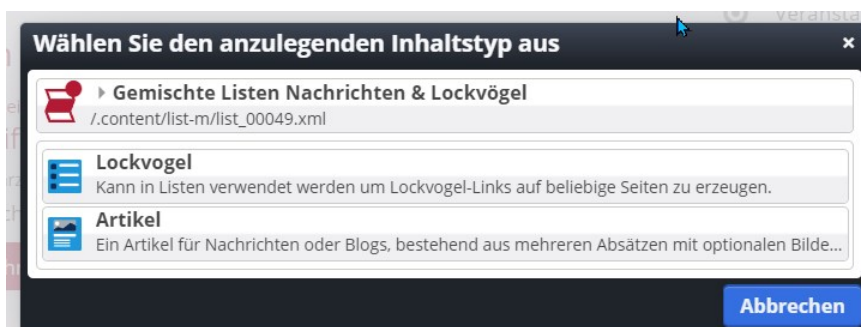 Veransta
Wählen Sie den anzulegenden Inhaltstyp aus
×
Gemischte Listen Nachrichten & Lockvögel
/.content/list-m/list_00049.xml
Lockvogel
Kann in Listen verwendet werden um Lockvogel-Links auf beliebige Seiten zu erzeugen.
Artikel
Ein Artikel für Nachrichten oder Blogs, bestehend aus mehreren Absätzen mit optionalen Bilde...
Abbrechen